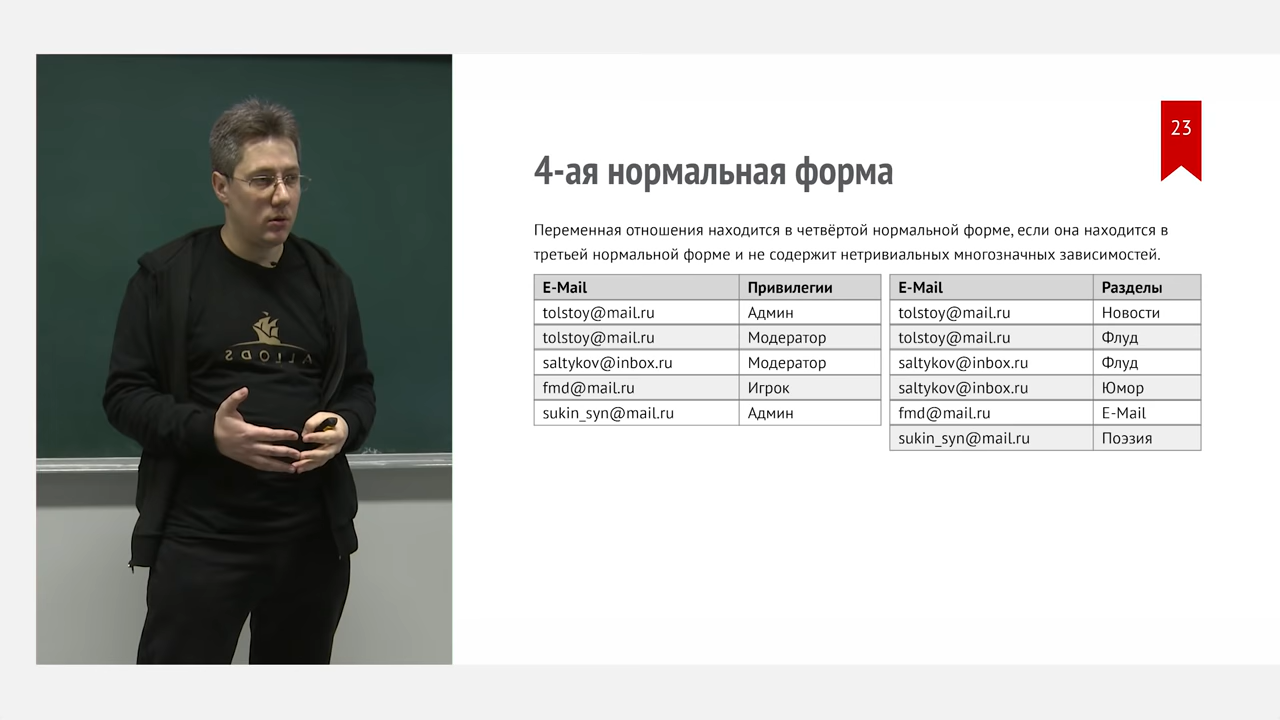 ALLODS
23
4-ая нормальная форма
Переменная отношения находится в четвёртой нормальной форме, если она находится в
третьей нормальной форме и не содержит нетривиальных многозначных зависимостей.
E-Mail Привилегии
tolstoy@mail.ru Админ
tolstoy@mail.ru Модератор
saltykov@inbox.ru Модератор
fmd@mail.ru Игрок
sukin_syn@mail.ru Админ
E-Mail Разделы
tolstoy@mail.ru Новости
tolstoy@mail.ru Флуд
saltykov@inbox.ru Флуд
saltykov@inbox.ru Юмор
fmd@mail.ru E-Mail
sukin_syn@mail.ru Поэзия